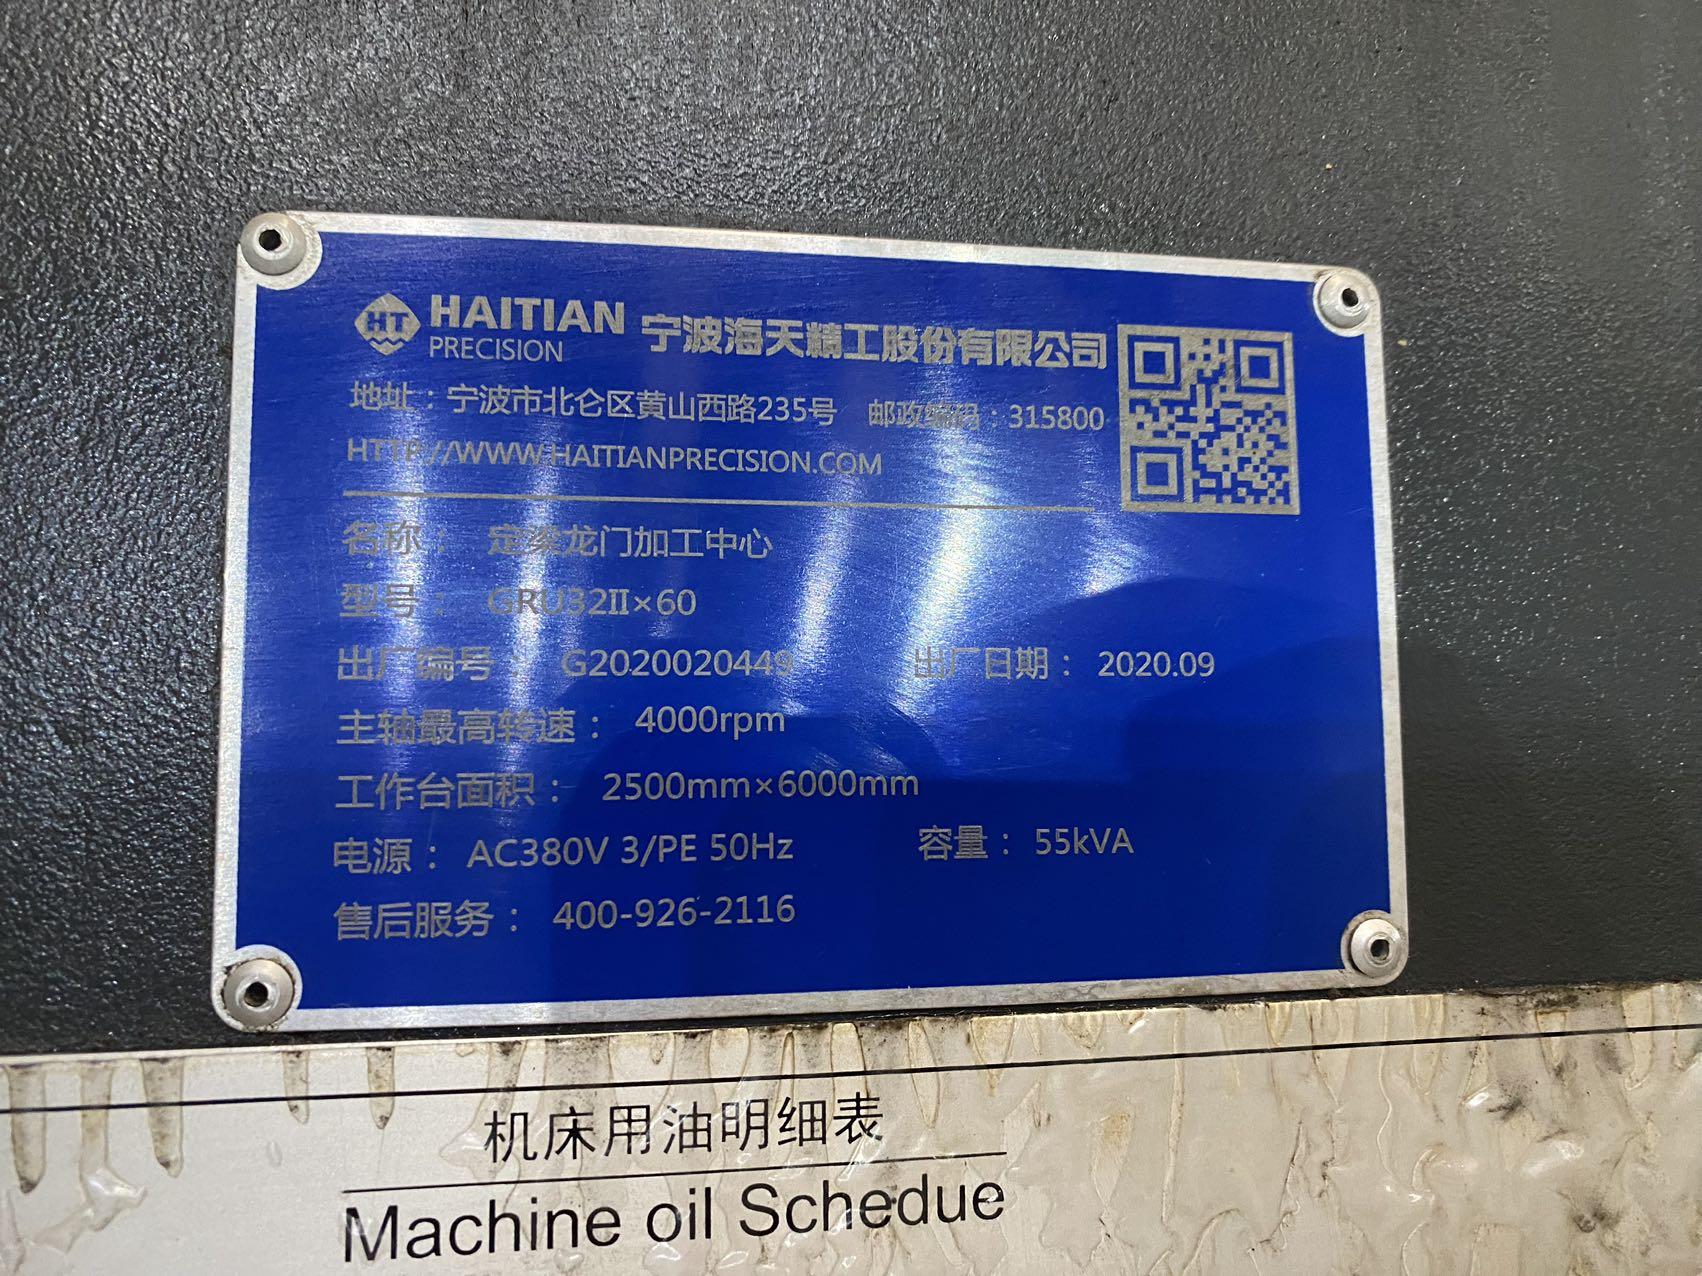 HT HAITIAN PRECISION 宁波海天精工股份有限公司
地址：宁波市北仑区黄山西路235号 邮政编码：315800
HTTP://WWW.HAITIANPRECISION.COM
名称： 定梁龙门加工中心
型号： GRU32II×60
出厂编号： G2020020449 出厂日期： 2020.09
主轴最高转速： 4000rpm
工作台面积： 2500mm×6000mm
电源： AC380V 3/PE 50Hz 容量： 55kVA
售后服务： 400-926-2116
机床用油明细表
Machine oil Schedue